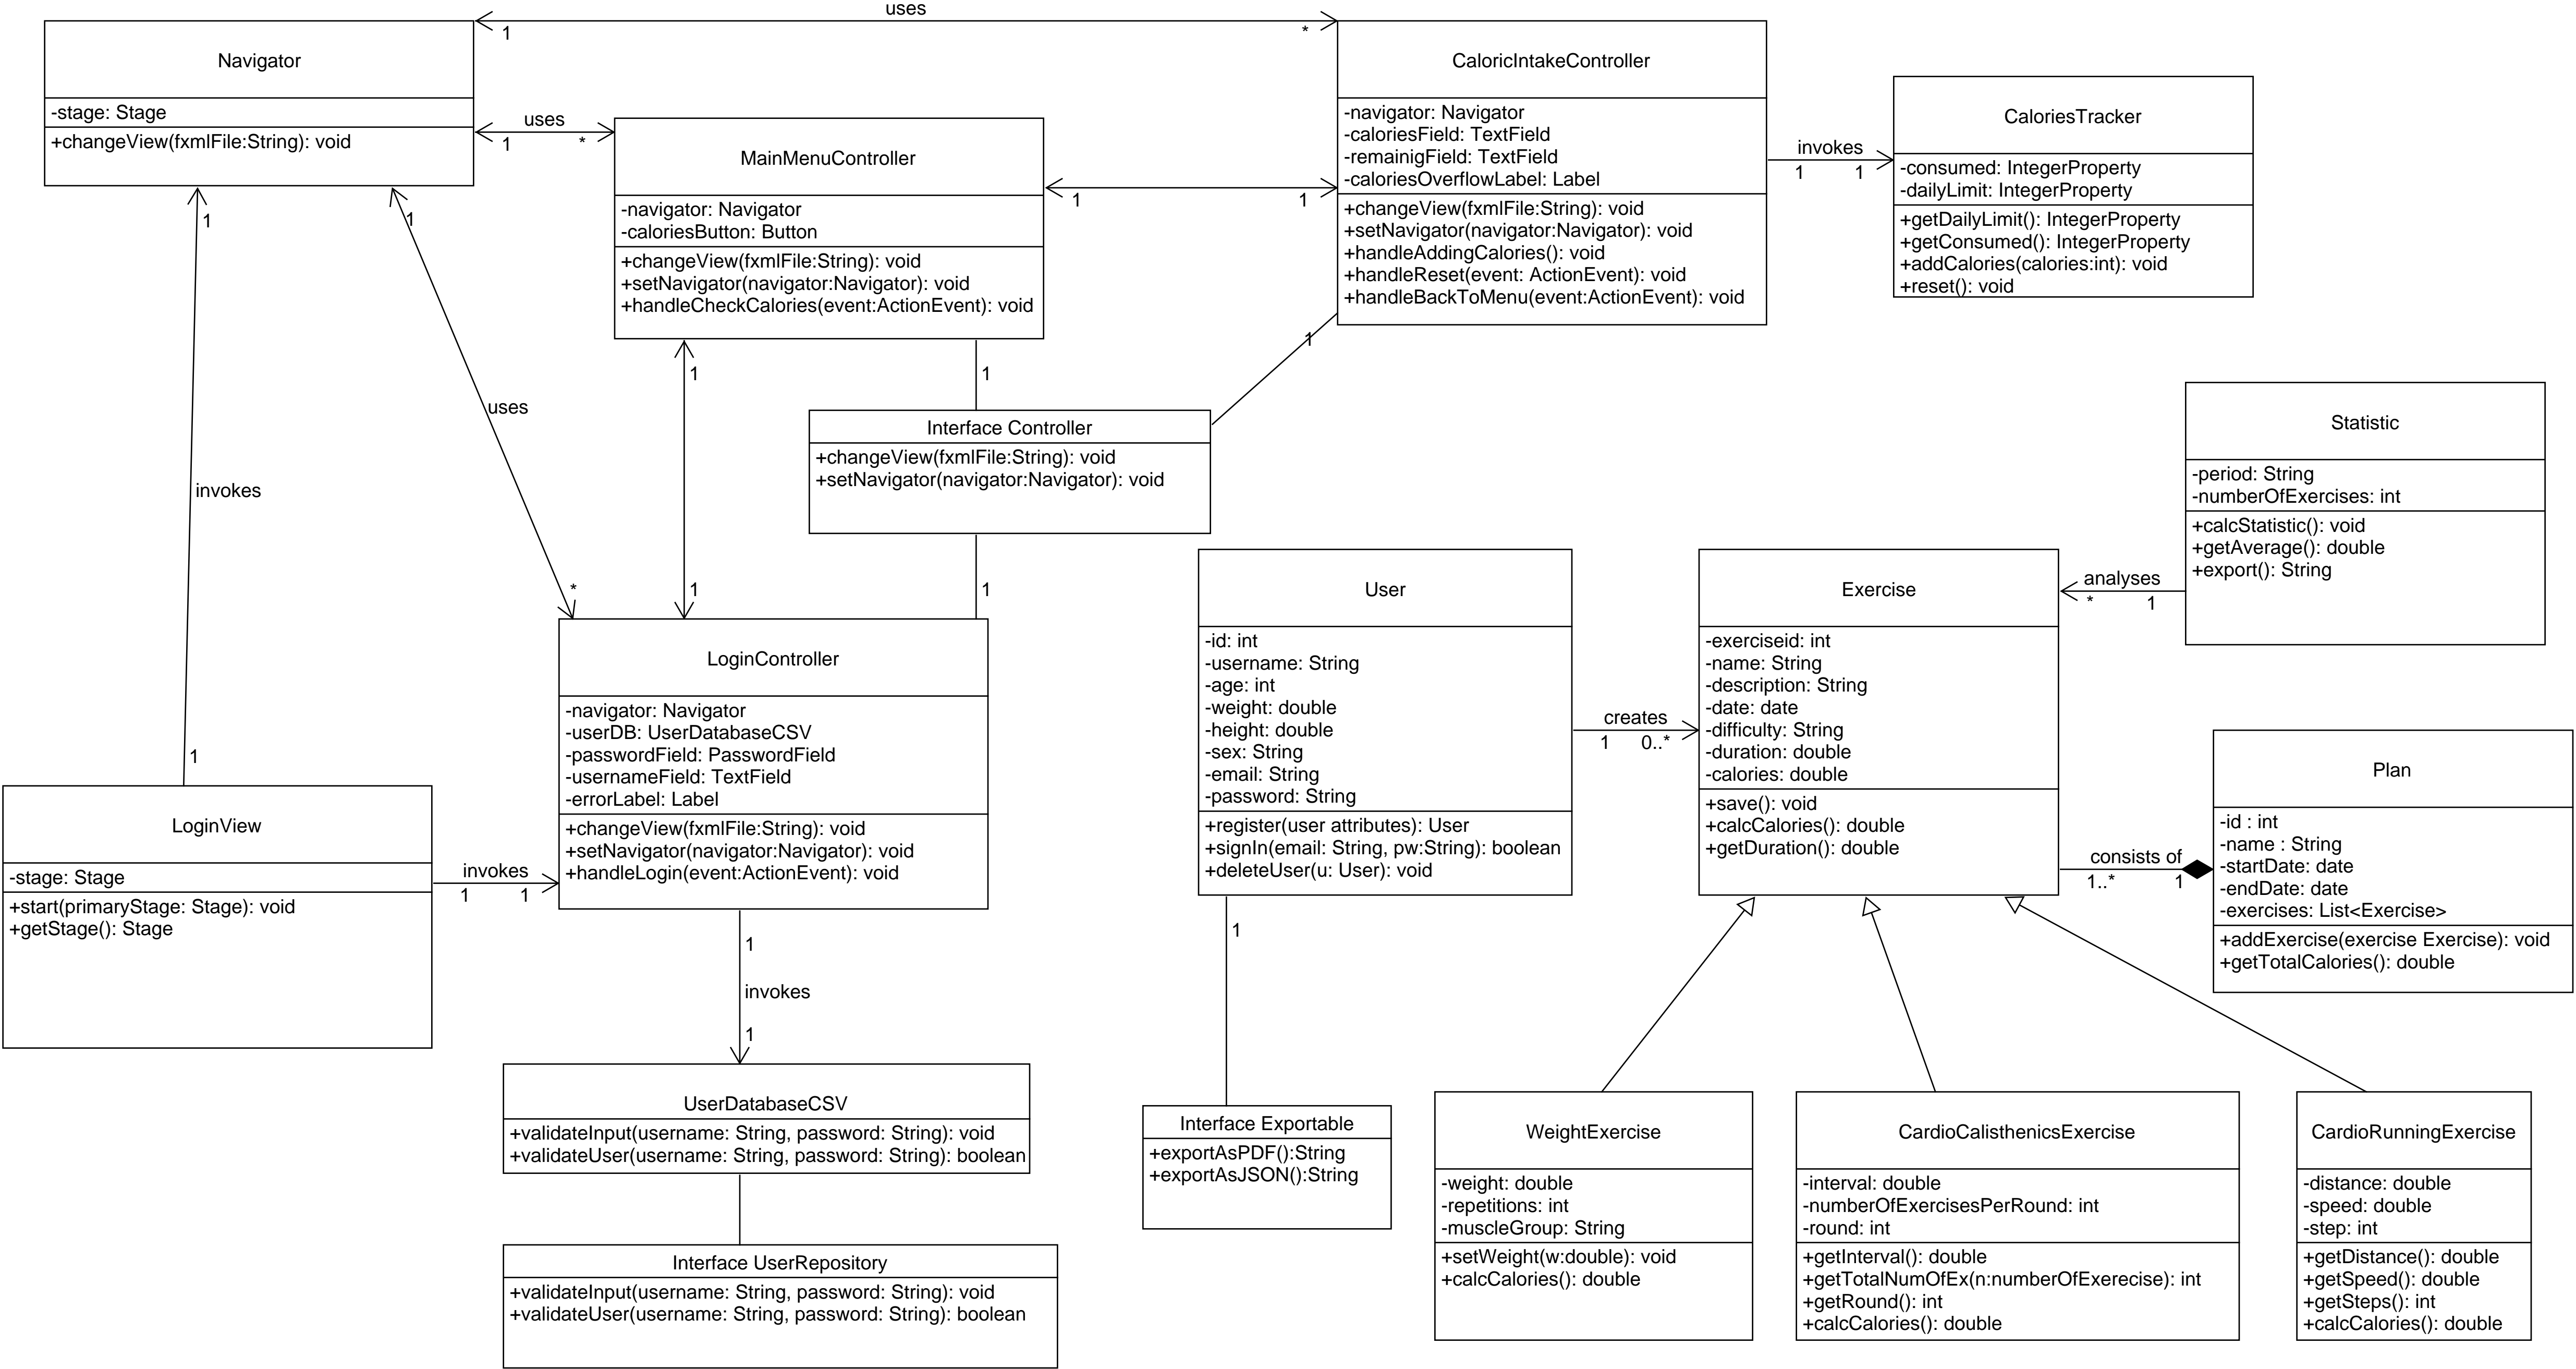 uses
1
*
Navigator
-stage: Stage
+changeView(fxmlFile:String): void
uses
1
*
MainMenuController
-navigator: Navigator
-caloriesButton: Button
+changeView(fxmlFile:String): void
+setNavigator(navigator:Navigator): void
+handleCheckCalories(event:ActionEvent): void
1
1
CaloricIntakeController
-navigator: Navigator
-caloriesField: TextField
-remainigField: TextField
-caloriesOverflowLabel: Label
+changeView(fxmlFile:String): void
+setNavigator(navigator:Navigator): void
+handleAddingCalories(): void
+handleReset(event: ActionEvent): void
+handleBackToMenu(event:ActionEvent): void
invokes
1
1
CaloriesTracker
-consumed: IntegerProperty
-dailyLimit: IntegerProperty
+getDailyLimit(): IntegerProperty
+getConsumed(): IntegerProperty
+addCalories(calories:int): void
+reset(): void
1
1
1
1
1
uses
invokes
Interface Controller
+changeView(fxmlFile:String): void
+setNavigator(navigator:Navigator): void
*
1
1
1
Statistic
-period: String
-numberOfExercises: int
+calcStatistic(): void
+getAverage(): double
+export(): String
analyses
*
1
LoginController
-navigator: Navigator
-userDB: UserDatabaseCSV
-passwordField: PasswordField
-usernameField: TextField
-errorLabel: Label
+changeView(fxmlFile:String): void
+setNavigator(navigator:Navigator): void
+handleLogin(event:ActionEvent): void
User
-id: int
-username: String
-age: int
-weight: double
-height: double
-sex: String
-email: String
-password: String
+register(user attributes): User
+signIn(email: String, pw:String): boolean
+deleteUser(u: User): void
creates
1
0..*
Exercise
-exerciseid: int
-name: String
-description: String
-date: date
-difficulty: String
-duration: double
-calories: double
+save(): void
+calcCalories(): double
+getDuration(): double
consists of
1..*
1
Plan
-id : int
-name : String
-startDate: date
-endDate: date
-exercises: List<Exercise>
+addExercise(exercise Exercise): void
+getTotalCalories(): double
LoginView
-stage: Stage
+start(primaryStage: Stage): void
+getStage(): Stage
invokes
1
1
1
invokes
1
1
UserDatabaseCSV
+validateInput(username: String, password: String): void
+validateUser(username: String, password: String): boolean
Interface UserRepository
+validateInput(username: String, password: String): void
+validateUser(username: String, password: String): boolean
Interface Exportable
+exportAsPDF():String
+exportAsJSON():String
WeightExercise
-weight: double
-repetitions: int
-muscleGroup: String
+setWeight(w:double): void
+calcCalories(): double
CardioCalisthenicsExercise
-interval: double
-numberOfExercisesPerRound: int
-round: int
+getInterval(): double
+getTotalNumOfEx(n:numberOfExerecise): int
+getRound(): int
+calcCalories(): double
CardioRunningExercise
-distance: double
-speed: double
-step: int
+getDistance(): double
+getSpeed(): double
+getSteps(): int
+calcCalories(): double